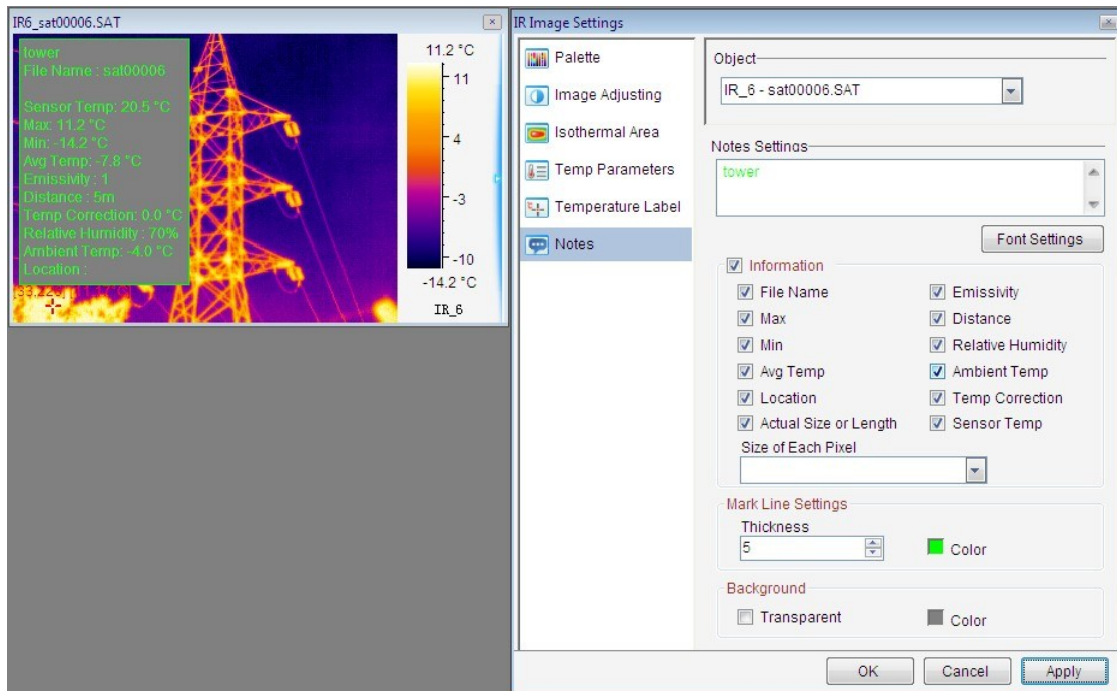 IR6_sat00006.SAT
tower
File Name : sat00006
Sensor Temp: 20.5 °C
Max: 11.2 °C
Min: -14.2 °C
Avg Temp: -7.8 °C
Emissivity : 1
Distance : 5m
Temp Correction: 0.0 °C
Relative Humidity : 70%
Ambient Temp: -4.0 °C
Location :
11.2 °C
11
4
-3
-10
-14.2 °C
IR_6
IR Image Settings
Palette
Image Adjusting
Isothermal Area
Temp Parameters
Temperature Label
Notes
Object
IR_6 - sat00006.SAT
Notes Settings
tower
Font Settings
Information
File Name
Emissivity
Max
Distance
Min
Relative Humidity
Avg Temp
Ambient Temp
Location
Temp Correction
Actual Size or Length
Sensor Temp
Size of Each Pixel
Mark Line Settings
Thickness
5
Color
Background
Transparent
Color
OK
Cancel
Apply